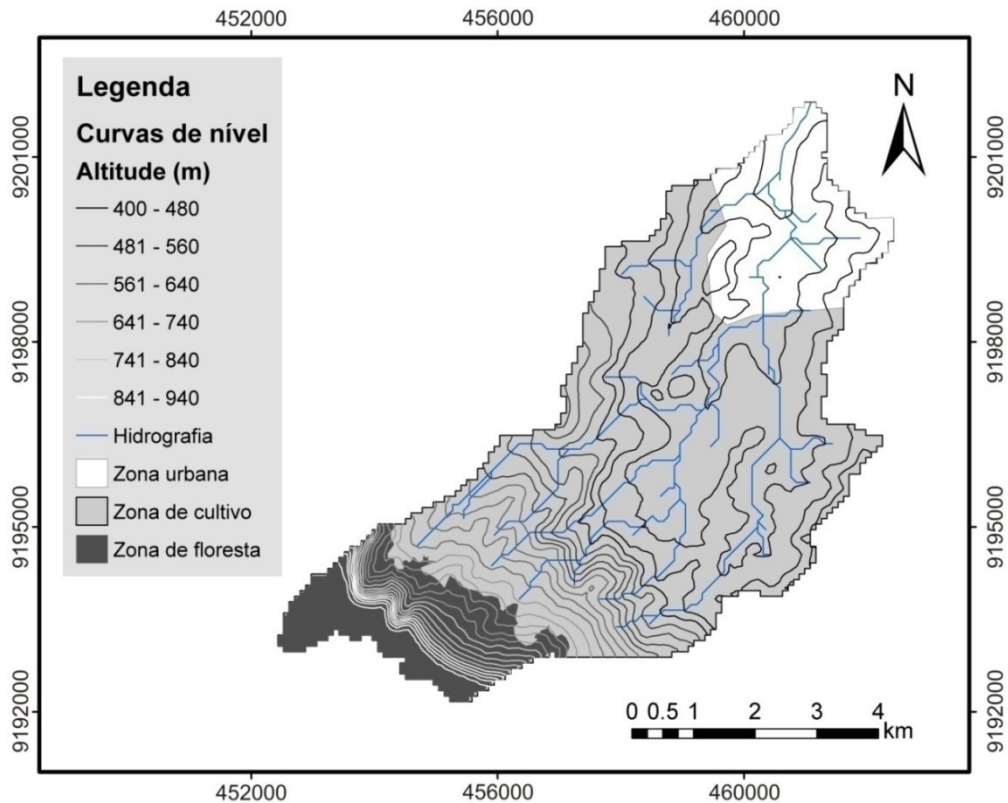 452000 456000 460000
Legenda
Curvas de nível
Altitude (m)
400 - 480
481 - 560
561 - 640
641 - 740
741 - 840
841 - 940
Hidrografia
Zona urbana
Zona de cultivo
Zona de floresta
N
9201000
9198000
9195000
9192000
9201000
9198000
9195000
9192000
0 0.5 1 2 3 4
km
452000 456000 460000